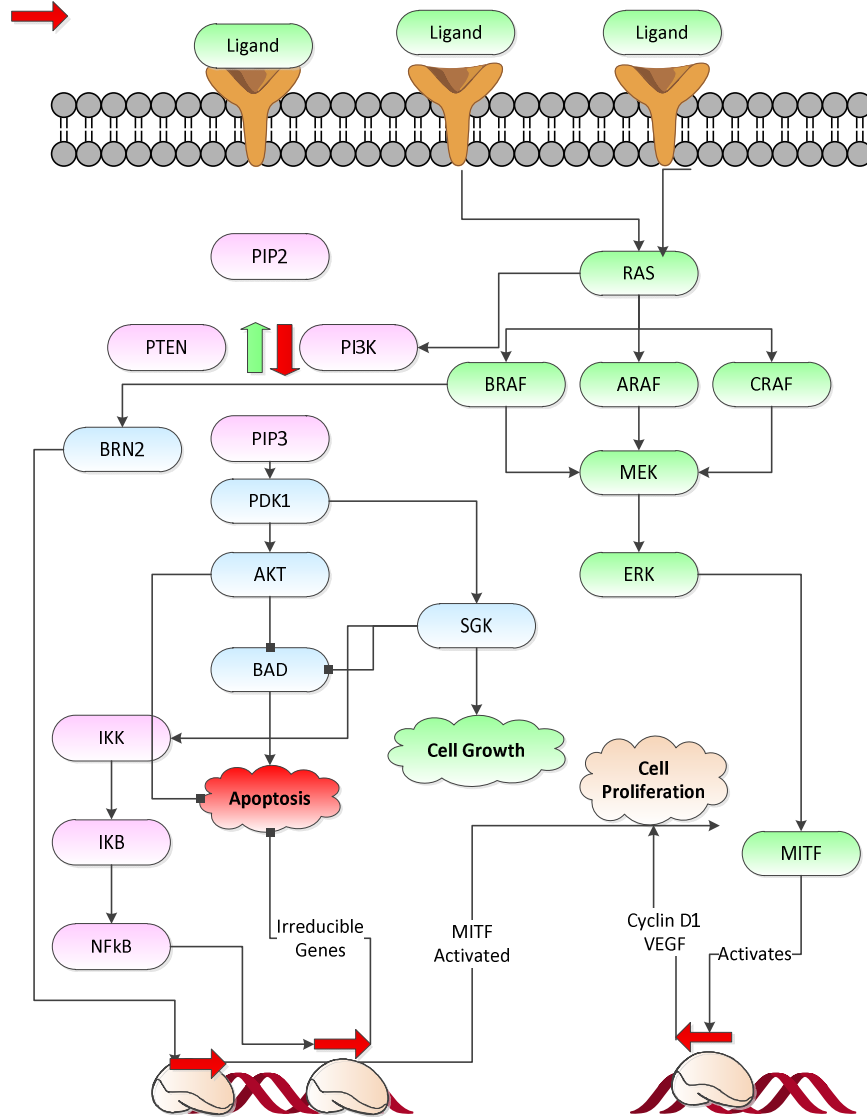 Ligand
Ligand
Ligand
PIP2
RAS
PTEN
PI3K
BRAF
ARAF
CRAF
BRN2
PIP3
MEK
PDK1
AKT
ERK
SGK
BAD
IKK
Cell Growth
Cell
Proliferation
Apoptosis
IKB
MITF
Irreducible
Genes
MITF
Activated
Cyclin D1
VEGF
NFkB
Activates